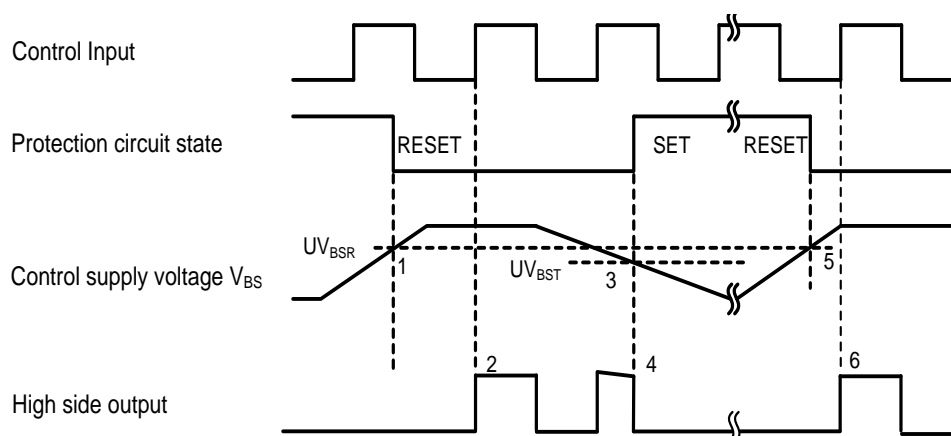 Control Input
Protection circuit state
RESET
SET
RESET
UVBSR
1
UVBST
3
5
Control supply voltage VBS
2
4
6
High side output